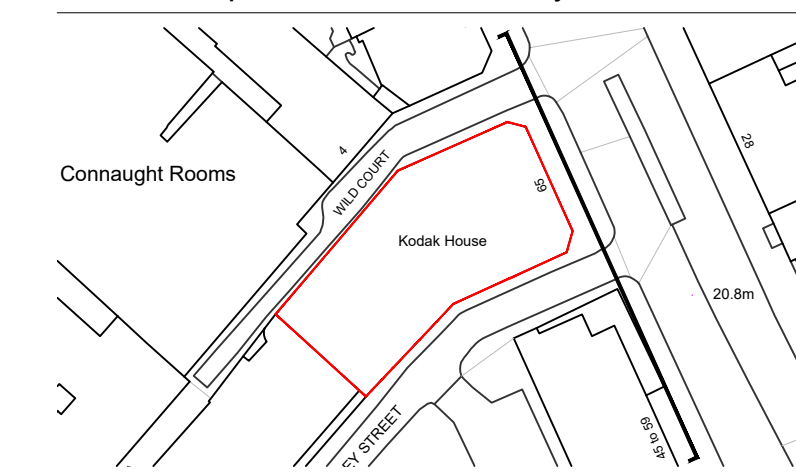 4
WILD COURT
28
Connaught Rooms
65
Kodak House
20.8m
EY STREET
45 to 59